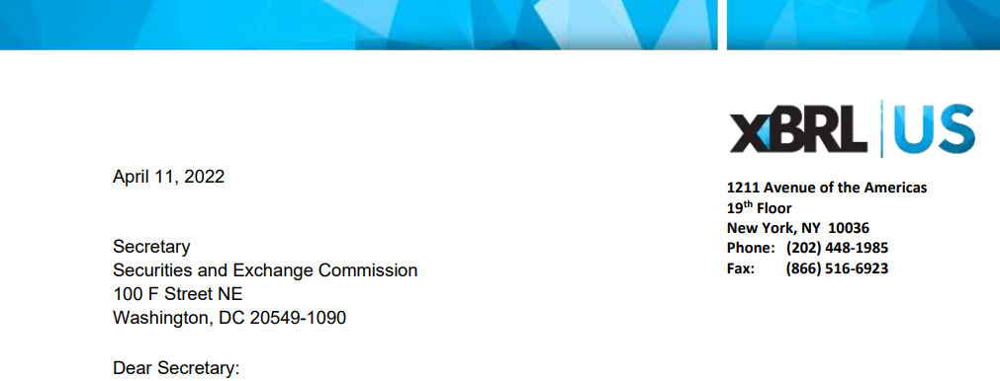 XBRL US
1211 Avenue of the Americas
19th Floor
New York, NY 10036
Phone: (202) 448-1985
Fax: (866) 516-6923
April 11, 2022
Secretary
Securities and Exchange Commission
100 F Street NE
Washington, DC 20549-1090
Dear Secretary: